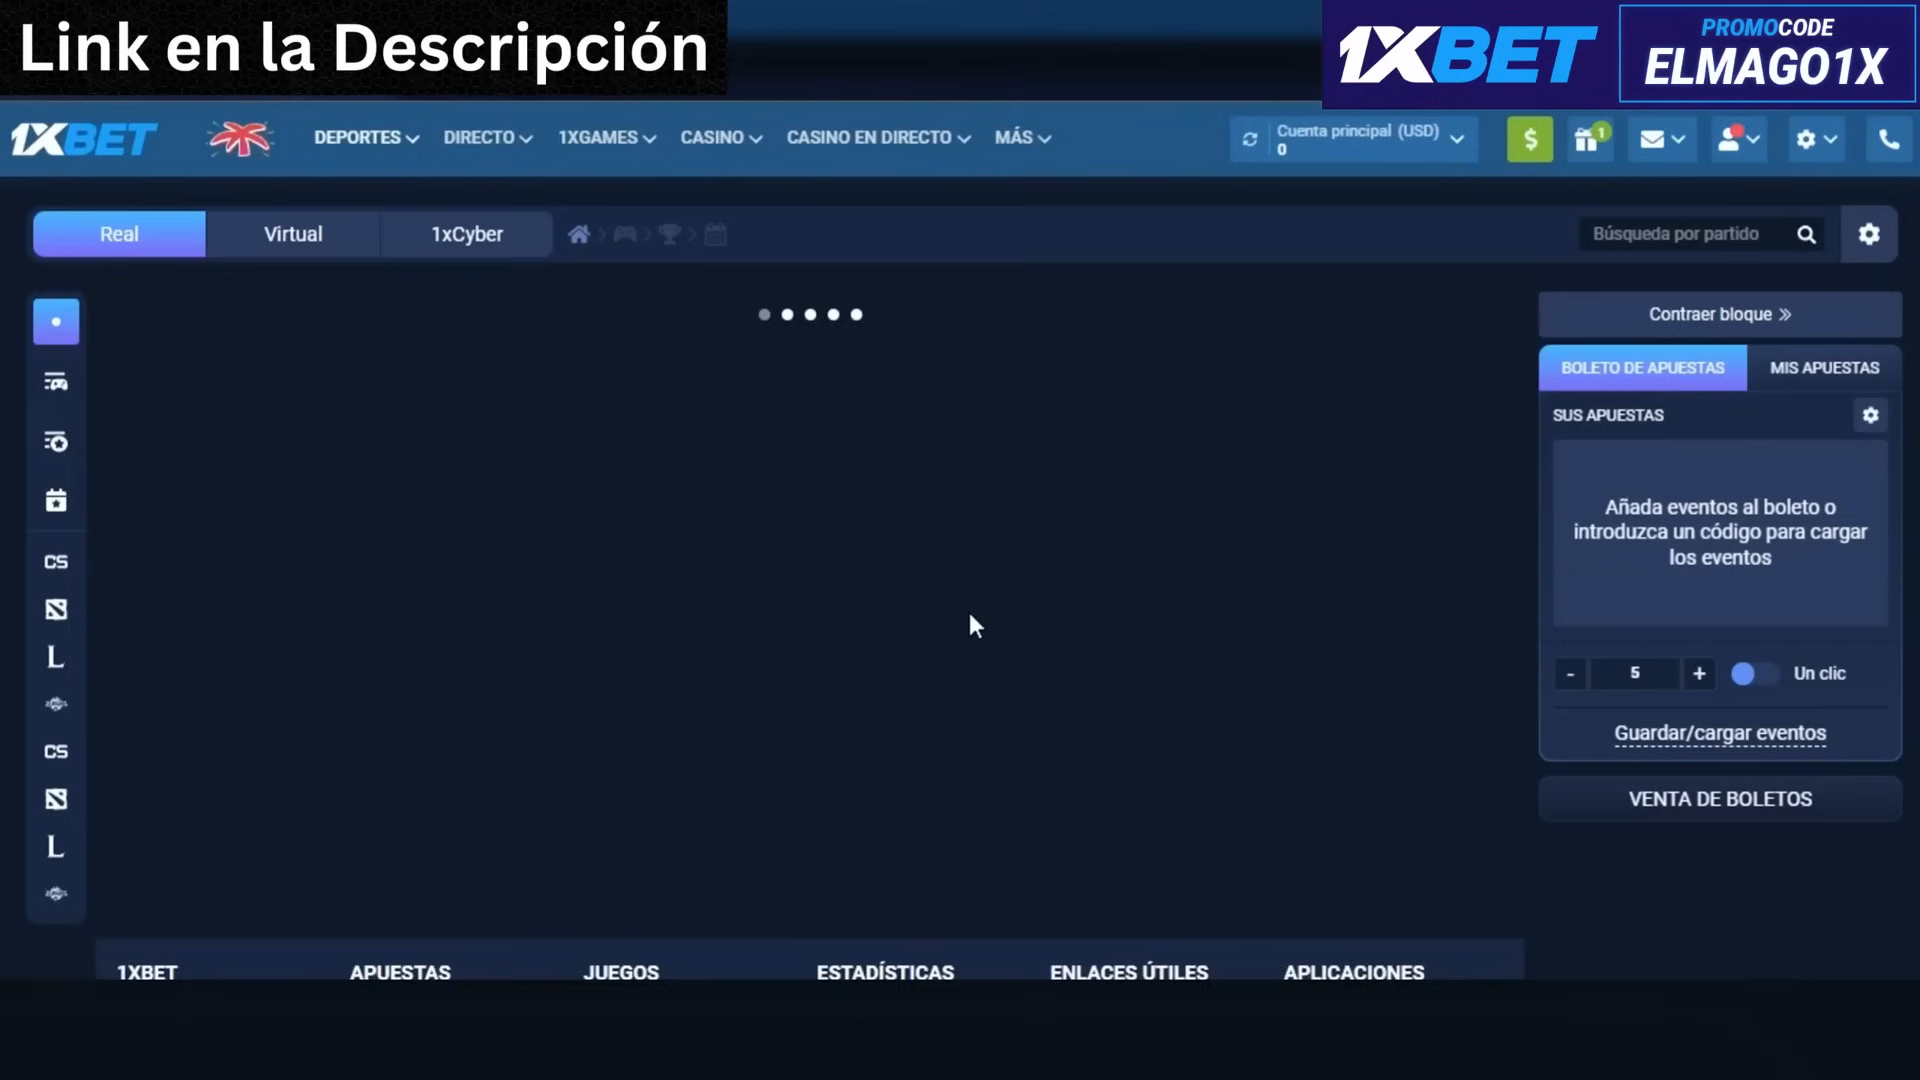 Link en la Descripción
1XBET
PROMOCODE
ELMAGO1X
1XBET
DEPORTES
DIRECTO
1XGAMES
CASINO
CASINO EN DIRECTO
MÁS
Cuenta principal (USD)
0
$
1
Real
Virtual
1xCyber
Búsqueda por partido
Contraer bloque
BOLETO DE APUESTAS
MIS APUESTAS
SUS APUESTAS
Añada eventos al boleto o
introduzca un código para cargar
los eventos
- 5 +
Un clic
Guardar/cargar eventos
VENTA DE BOLETOS
CS
L
CS
L
1XBET
APUESTAS
JUEGOS
ESTADÍSTICAS
ENLACES ÚTILES
APLICACIONES